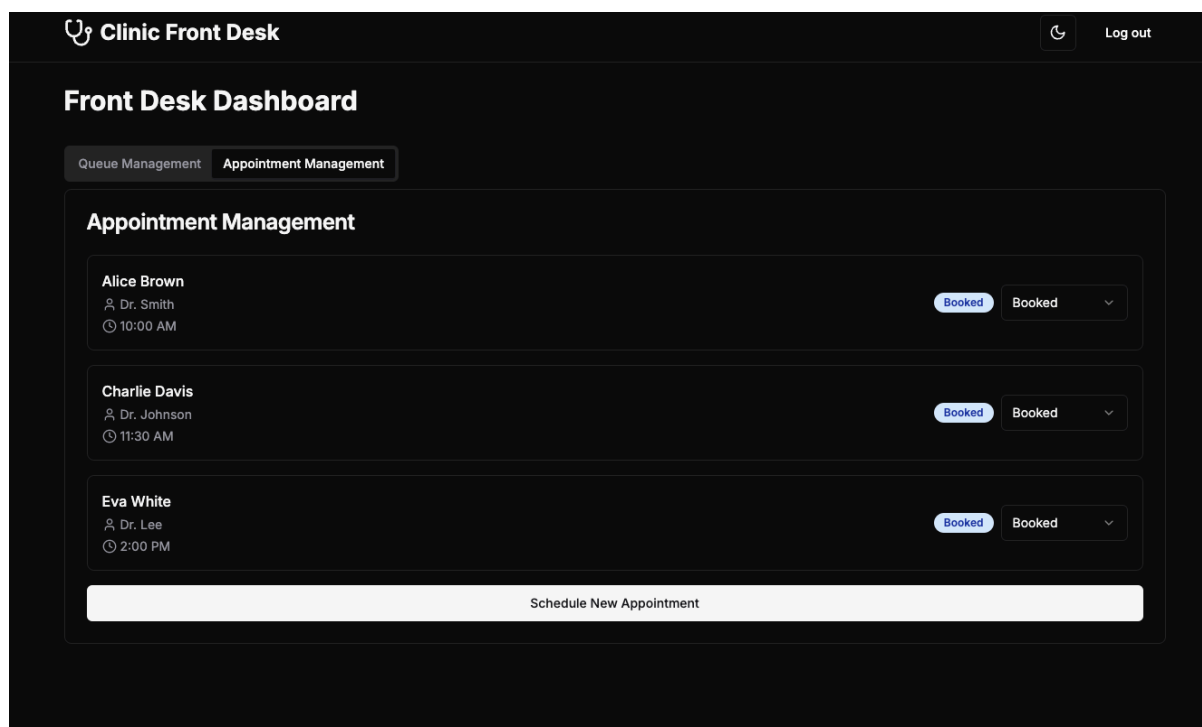 Clinic Front Desk
Log out
Front Desk Dashboard
Queue Management
Appointment Management
Appointment Management
Alice Brown
Dr. Smith
10:00 AM
Booked
Booked
Charlie Davis
Dr. Johnson
11:30 AM
Booked
Booked
Eva White
Dr. Lee
2:00 PM
Booked
Booked
Schedule New Appointment